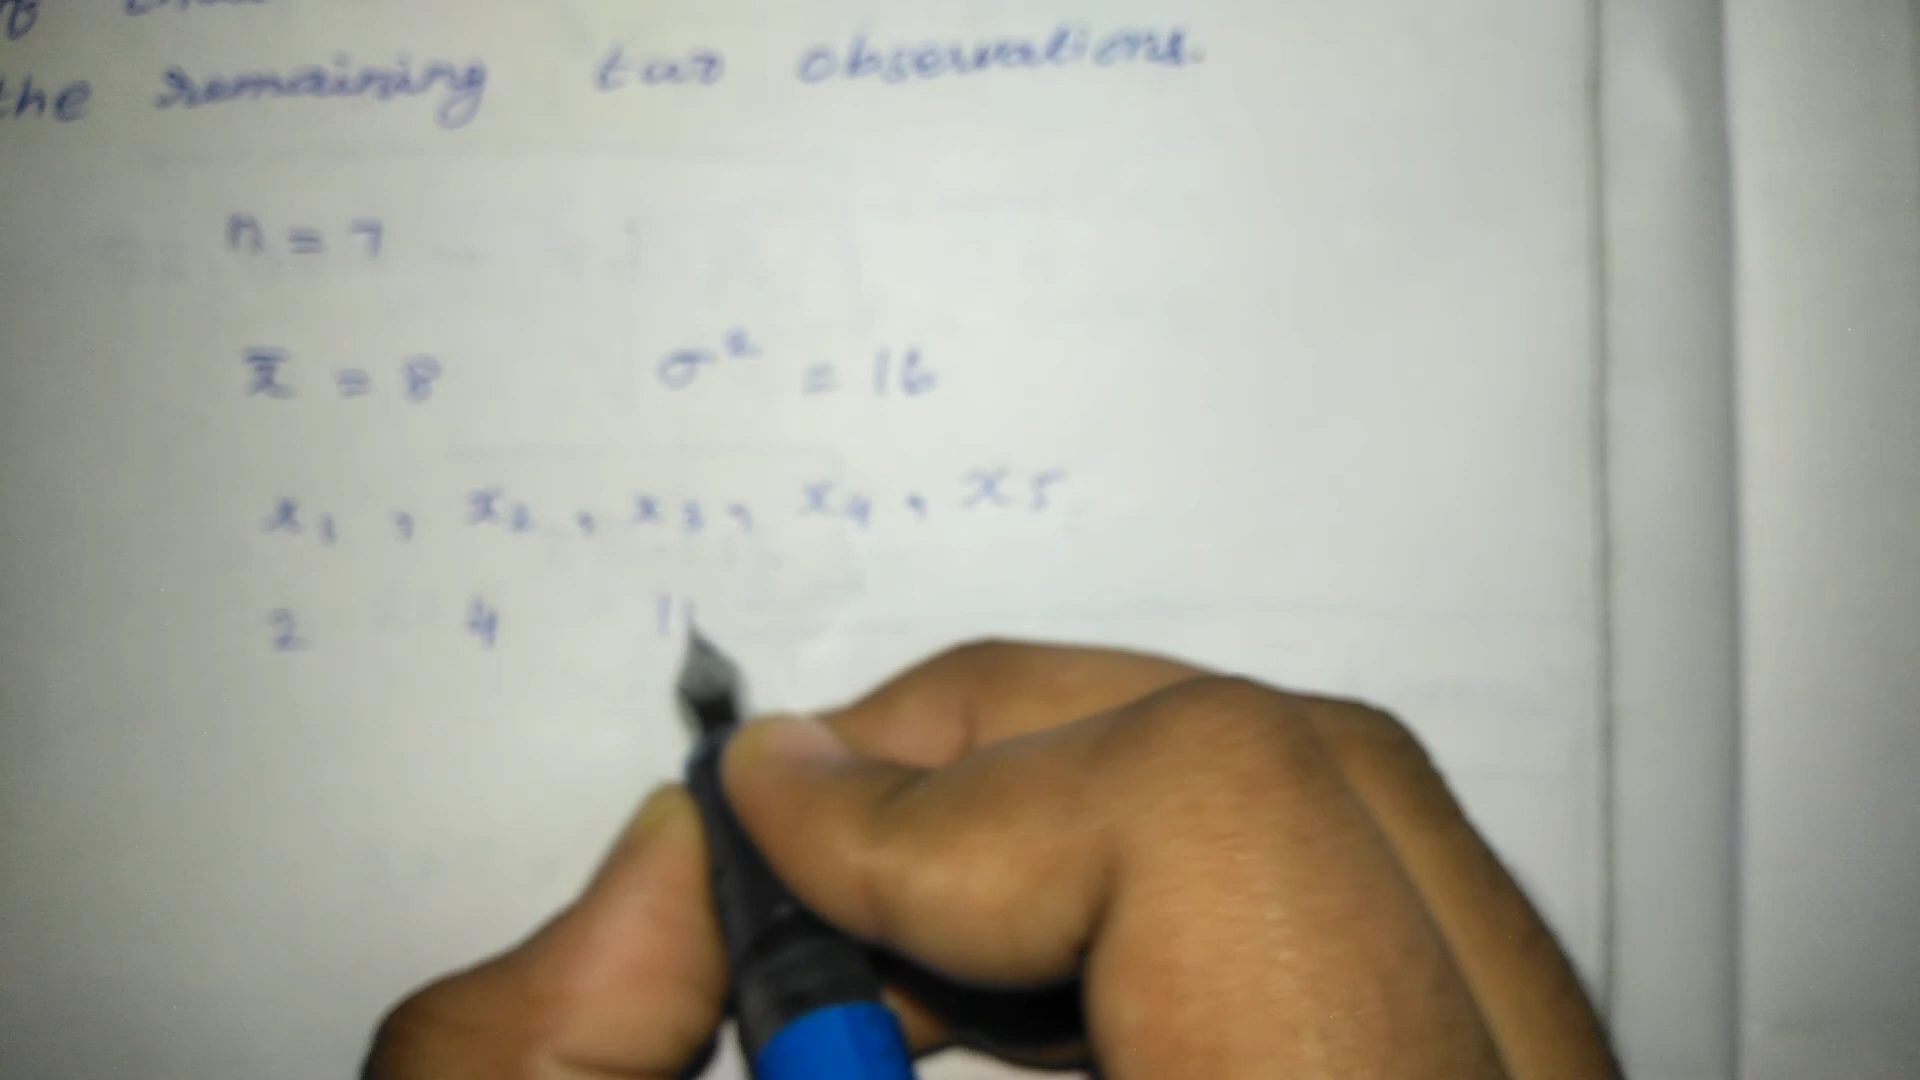 the remaining two observations.
n = 7
x̄ = 8 σ² = 16
x₁ , x₂ , x₃ , x₄ , x₅
2 4 1